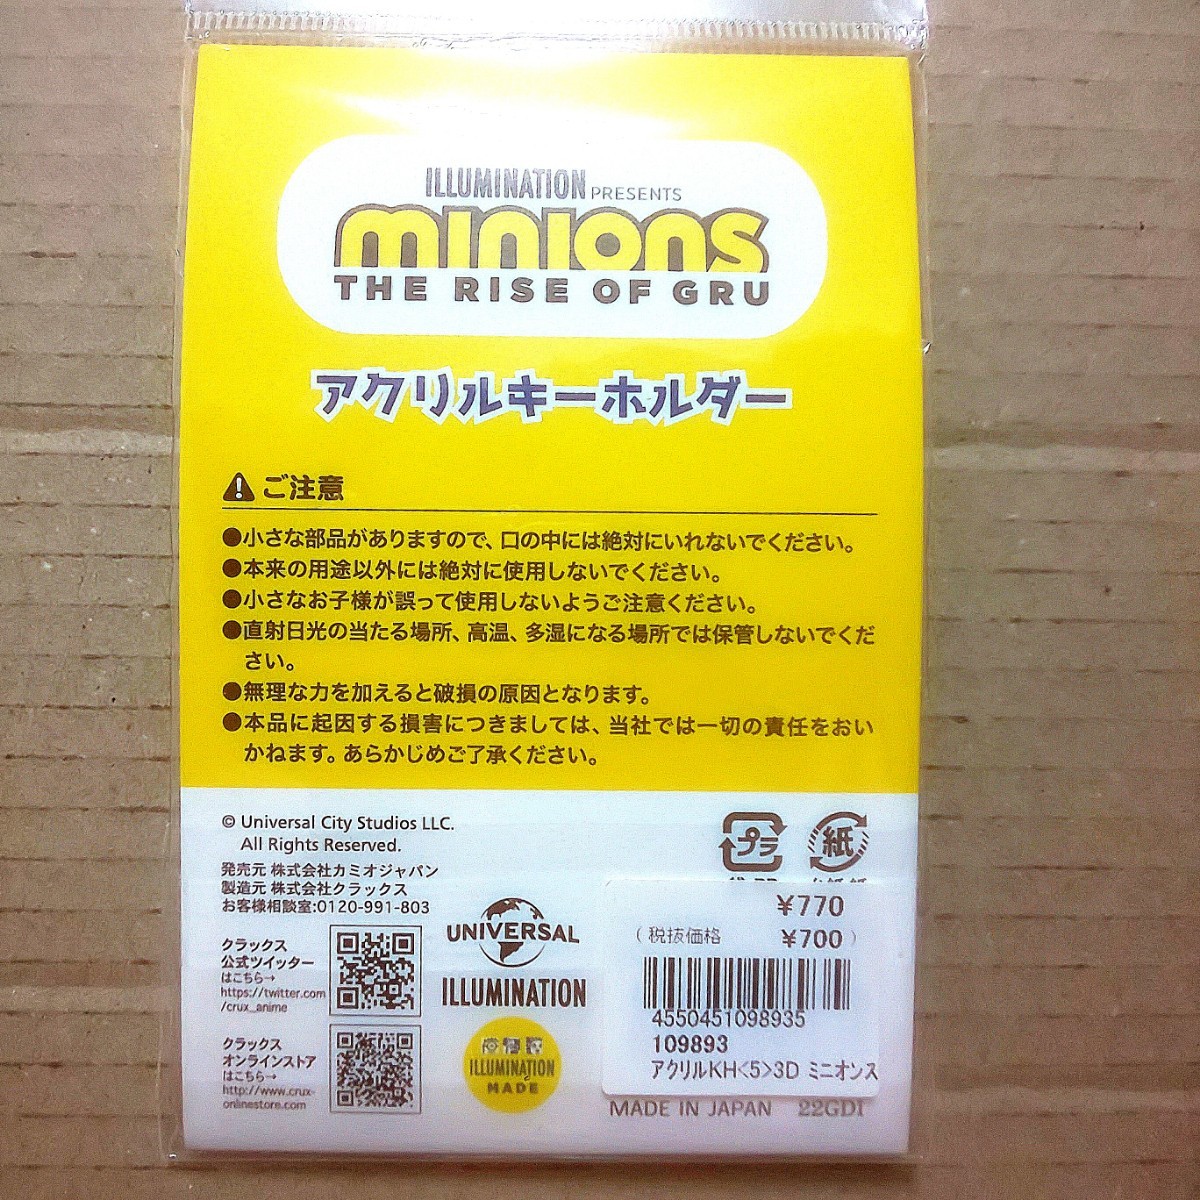 ILLUMINATION PRESENTS
minions
THE RISE OF GRU
アクリルキーホルダー
ご注意
●小さな部品がありますので、口の中には絶対にいれないでください。
●本来の用途以外には絶対に使用しないでください。
●小さなお子様が誤って使用しないようご注意ください。
●直射日光の当たる場所、高温、多湿になる場所では保管しないでくだ
さい。
●無理な力を加えると破損の原因となります。
●本品に起因する損害につきましては、当社では一切の責任をおい
かねます。あらかじめご了承ください。
© Universal City Studios LLC.
All Rights Reserved.
発売元 株式会社カミオジャパン
製造元 株式会社クラックス
お客様相談室:0120-991-803
クラックス
公式ツイッター
はこちら→
https://twitter.com
/crux_anime
クラックス
オンラインストア
はこちら→
http://www.crux-
onlinestore.com
UNIVERSAL
ILLUMINATION
ILLUMINATION
MADE
プラ
紙
¥770
(税抜価格 ¥700)
4550451098935
109893
アクリルKH<5>3D ミニオンス
MADE IN JAPAN 22GDI